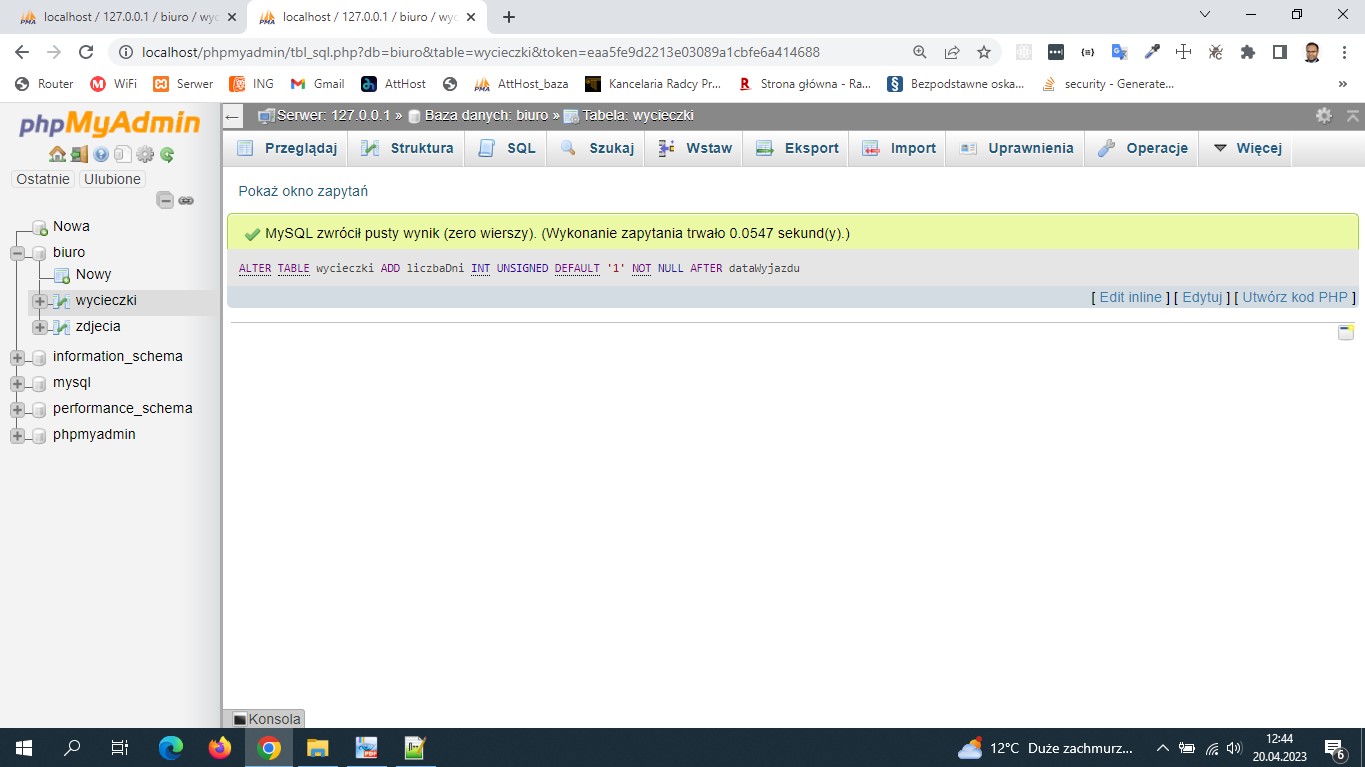 localhost / 127.0.0.1 / biuro / wyc
localhost / 127.0.0.1 / biuro / wyc
localhost/phpmyadmin/tbl_sql.php?db=biuro&table=wycieczki&token=eaa5fe9d2213e03089a1cbfe6a414688
Router WiFi Serwer ING Gmail AttHost AttHost_baza Kancelaria Radcy Pr... Strona główna - Ra... Bezpodstawne oska... security - Generate... »
phpMyAdmin
Ostatnie Ulubione
Nowa
biuro
Nowy
wycieczki
zdjecia
information_schema
mysql
performance_schema
phpmyadmin
Serwer: 127.0.0.1 » Baza danych: biuro » Tabela: wycieczki
Przeglądaj Struktura SQL Szukaj Wstaw Eksport Import Uprawnienia Operacje Więcej
Pokaż okno zapytań
MySQL zwrócił pusty wynik (zero wierszy). (Wykonanie zapytania trwało 0.0547 sekund(y).)
ALTER TABLE wycieczki ADD liczbaDni INT UNSIGNED DEFAULT '1' NOT NULL AFTER dataWyjazdu
[ Edit inline ] [ Edytuj ] [ Utwórz kod PHP ]
Konsola
12°C Duże zachmurz...
12:44
20.04.2023
6